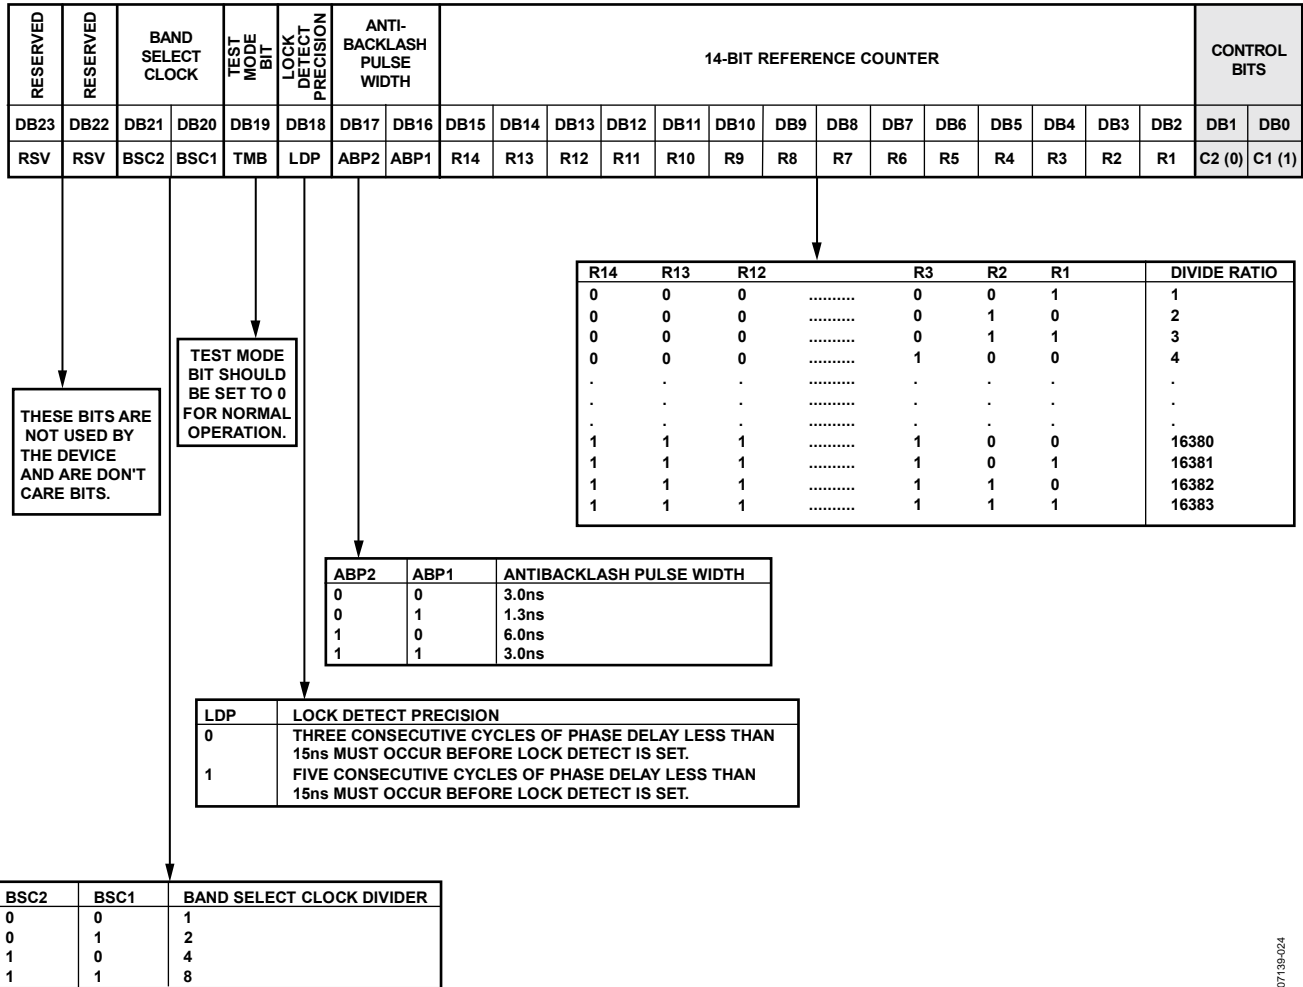 RESERVED
RESERVED
BAND
SELECT
CLOCK
TEST
MODE
BIT
LOCK
DETECT
PRECISION
ANTI-
BACKLASH
PULSE
WIDTH
14-BIT REFERENCE COUNTER
CONTROL
BITS
DB23 DB22 DB21 DB20 DB19 DB18 DB17 DB16 DB15 DB14 DB13 DB12 DB11 DB10 DB9 DB8 DB7 DB6 DB5 DB4 DB3 DB2 DB1 DB0
RSV RSV BSC2 BSC1 TMB LDP ABP2 ABP1 R14 R13 R12 R11 R10 R9 R8 R7 R6 R5 R4 R3 R2 R1 C2 (0) C1 (1)
R14 R13 R12 R3 R2 R1 DIVIDE RATIO
0 0 0 .......... 0 0 1 1
0 0 0 .......... 0 1 0 2
0 0 0 .......... 0 1 1 3
0 0 0 .......... 1 0 0 4
. . . .......... . . . .
. . . .......... . . . .
. . . .......... . . . .
1 1 1 .......... 1 0 0 16380
1 1 1 .......... 1 0 1 16381
1 1 1 .......... 1 1 0 16382
1 1 1 .......... 1 1 1 16383
TEST MODE
BIT SHOULD
BE SET TO 0
FOR NORMAL
OPERATION.
THESE BITS ARE
NOT USED BY
THE DEVICE
AND ARE DON'T
CARE BITS.
ABP2 ABP1 ANTIBACKLASH PULSE WIDTH
0 0 3.0ns
0 1 1.3ns
1 0 6.0ns
1 1 3.0ns
LDP LOCK DETECT PRECISION
0 THREE CONSECUTIVE CYCLES OF PHASE DELAY LESS THAN
15ns MUST OCCUR BEFORE LOCK DETECT IS SET.
1 FIVE CONSECUTIVE CYCLES OF PHASE DELAY LESS THAN
15ns MUST OCCUR BEFORE LOCK DETECT IS SET.
BSC2 BSC1 BAND SELECT CLOCK DIVIDER
0 0 1
0 1 2
1 0 4
1 1 8
07139-024